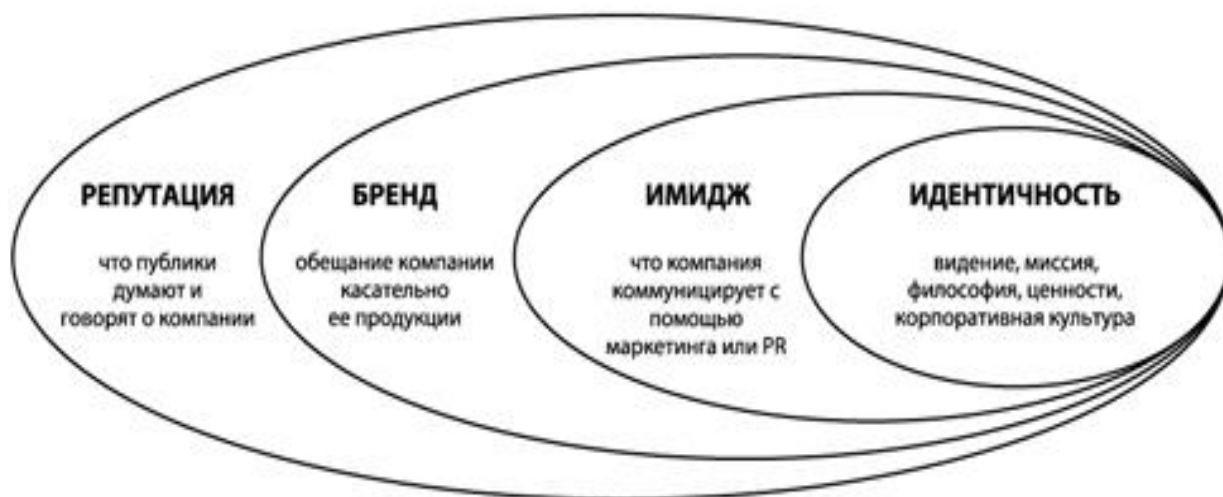 РЕПУТАЦИЯ
что публики
думают и
говорят о компании
БРЕНД
обещание компании
касательно
ее продукции
ИМИДЖ
что компания
коммуницирует с
помощью
маркетинга или PR
ИДЕНТИЧНОСТЬ
видение, миссия,
философия, ценности,
корпоративная культура